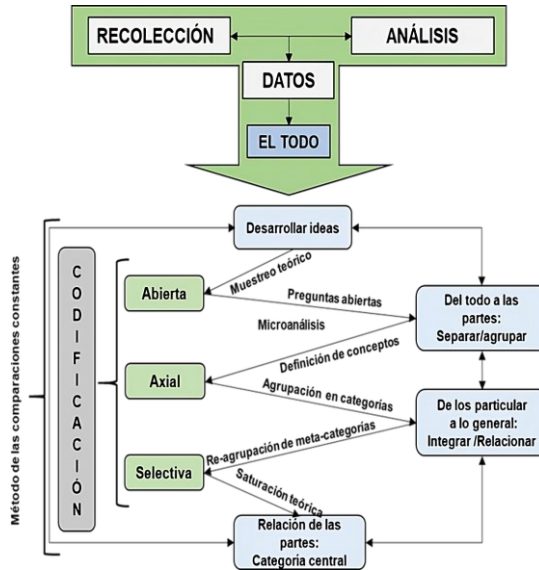 RECOLECCIÓN
ANÁLISIS
DATOS
EL TODO
Método de las comparaciones constantes
CODIFICACIÓN
Desarrollar ideas
Muestreo teórico
Abierta
Preguntas abiertas
Microanálisis
Del todo a las
partes:
Separar/agrupar
Definición de conceptos
Axial
Agrupación en categorías
De los particular
a lo general:
Integrar /Relacionar
Re-agrupación de meta-categorías
Selectiva
Saturación teórica
Relación de las
partes:
Categoría central